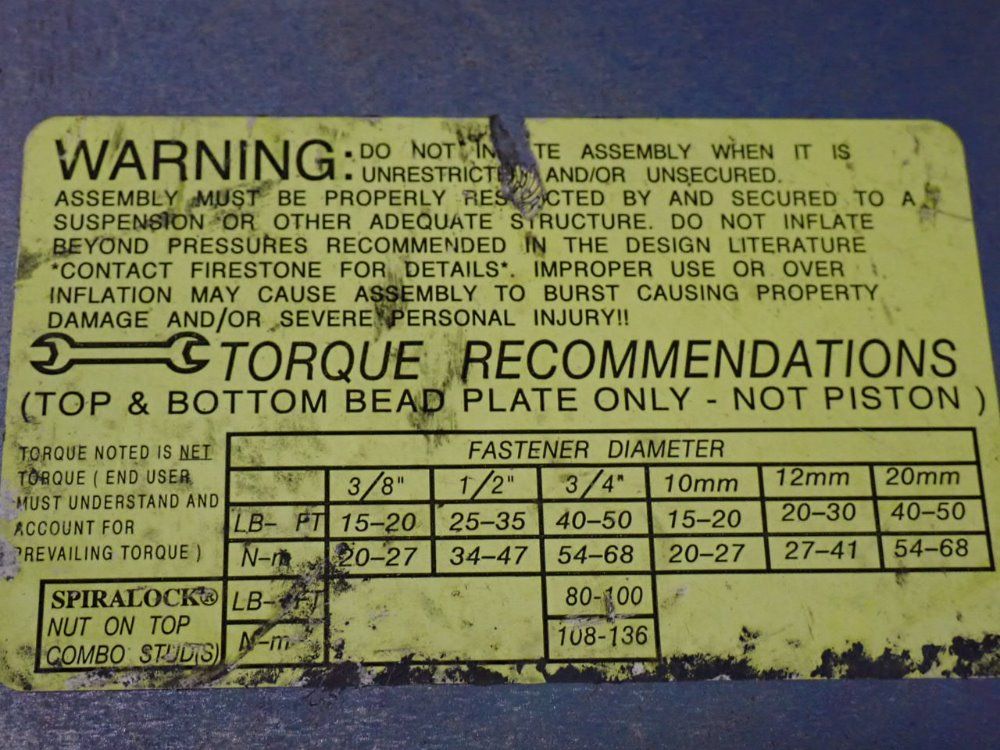 WARNING: DO NOT IN TE ASSEMBLY WHEN IT IS
UNRESTRICTED AND/OR UNSECURED.
ASSEMBLY MUST BE PROPERLY RESTRICTED BY AND SECURED TO A
SUSPENSION OR OTHER ADEQUATE STRUCTURE. DO NOT INFLATE
BEYOND PRESSURES RECOMMENDED IN THE DESIGN LITERATURE
*CONTACT FIRESTONE FOR DETAILS*. IMPROPER USE OR OVER
INFLATION MAY CAUSE ASSEMBLY TO BURST CAUSING PROPERTY
DAMAGE AND/OR SEVERE PERSONAL INJURY!!
TORQUE RECOMMENDATIONS
(TOP & BOTTOM BEAD PLATE ONLY - NOT PISTON )
TORQUE NOTED IS NET
TORQUE ( END USER
MUST UNDERSTAND AND
ACCOUNT FOR
PREVAILING TORQUE )
FASTENER DIAMETER
3/8" 1/2" 3/4" 10mm 12mm 20mm
LB- FT 15–20 25–35 40–50 15–20 20–30 40–50
N–m 20–27 34–47 54–68 20–27 27–41 54–68
SPIRALOCK®
NUT ON TOP
COMBO STUD(S)
LB- FT 80-100
N–m 108-136